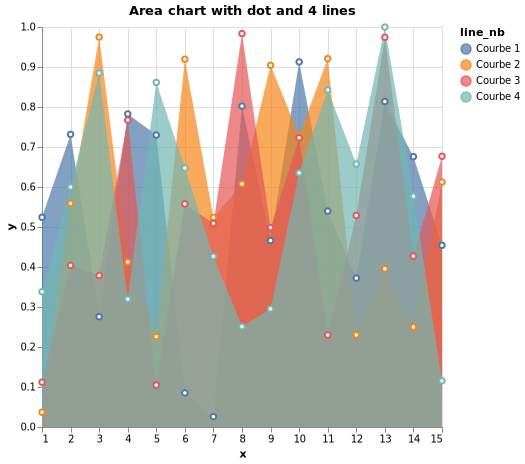 Area chart with dot and 4 lines
line_nb
Courbe 1
Courbe 2
Courbe 3
Courbe 4
1.0
0.9
0.8
0.7
0.6
0.5
0.4
0.3
0.2
0.1
0.0
y
1 2 3 4 5 6 7 8 9 10 11 12 13 14 15
x